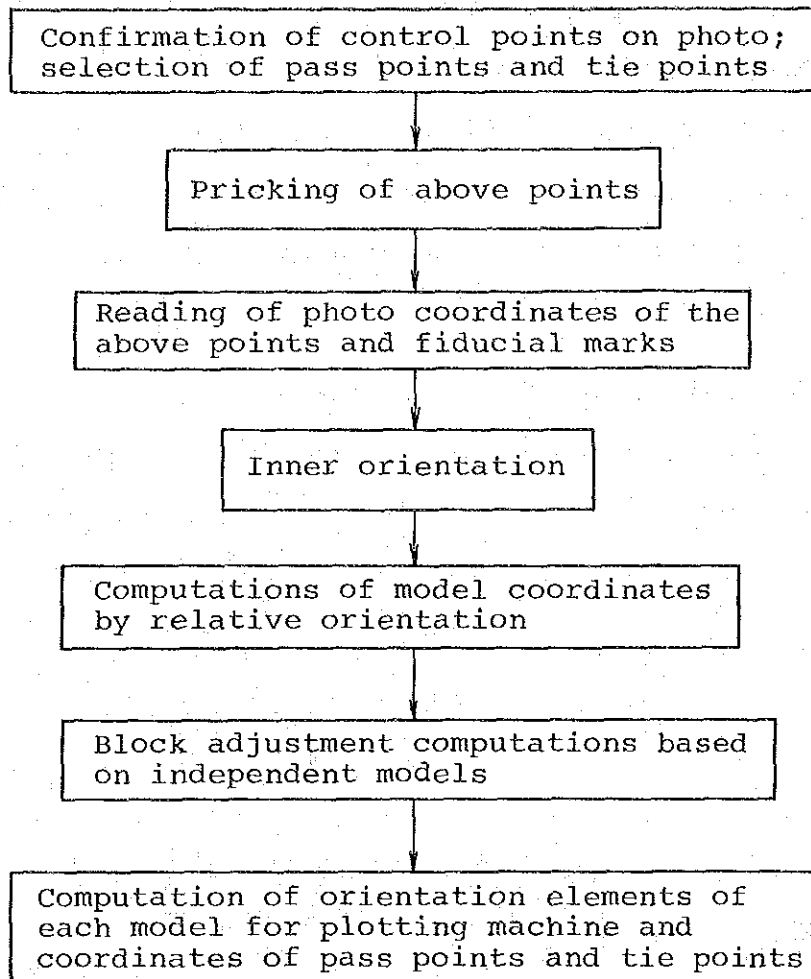 Confirmation of control points on photo;
selection of pass points and tie points
Pricking of above points
Reading of photo coordinates of the
above points and fiducial marks
Inner orientation
Computations of model coordinates
by relative orientation
Block adjustment computations based
on independent models
Computation of orientation elements of
each model for plotting machine and
coordinates of pass points and tie points